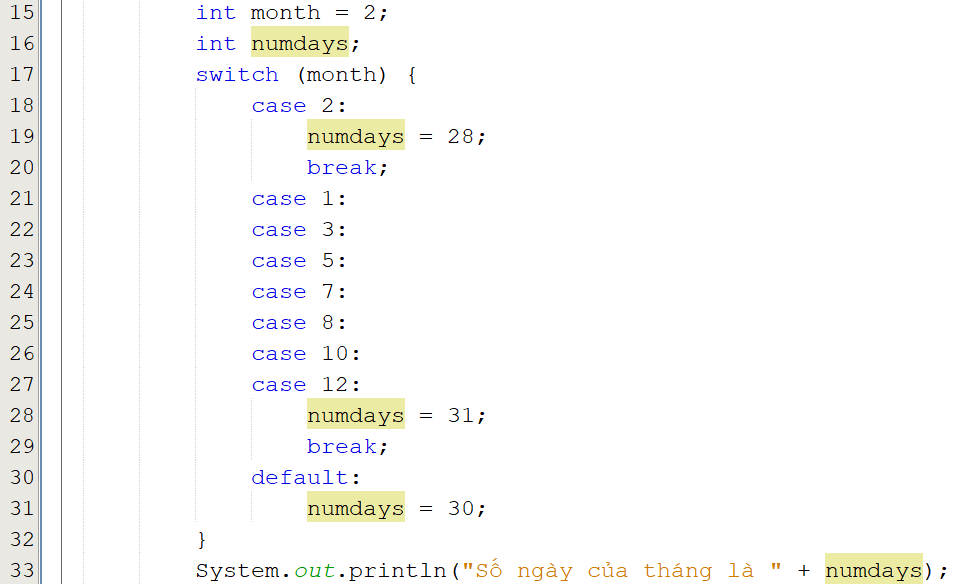 15 int month = 2;
16 int numdays;
17 switch (month) {
18 case 2:
19 numdays = 28;
20 break;
21 case 1:
22 case 3:
23 case 5:
24 case 7:
25 case 8:
26 case 10:
27 case 12:
28 numdays = 31;
29 break;
30 default:
31 numdays = 30;
32 }
33 System.out.println("Số ngày của tháng là " + numdays);